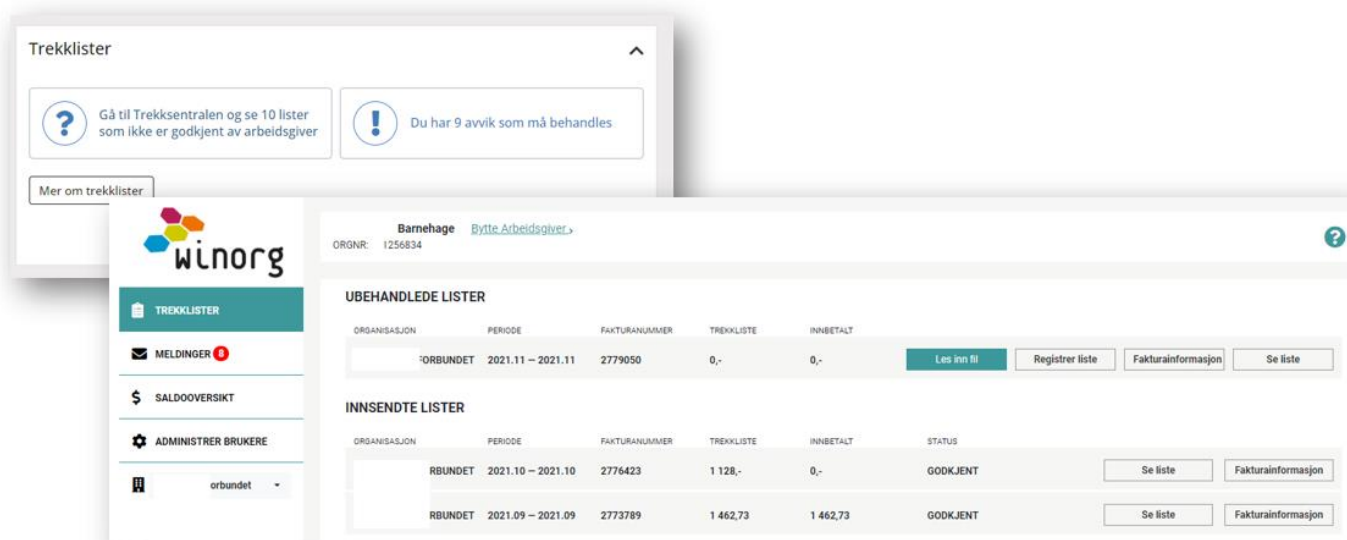 Trekklister
Gå til Trekksentralen og se 10 lister
som ikke er godkjent av arbeidsgiver
Du har 9 avvik som må behandles
Mer om trekklister
winorg
Barnehage Bytte Arbeidsgiver ›
ORGNR: 1256834
TREKKLISTER
MELDINGER 8
SALDOOVERSIKT
ADMINISTRER BRUKERE
orbundet
UBEHANDLEDE LISTER
ORGANISASJON PERIODE FAKTURANUMMER TREKKLISTE INNBETALT
FORBUNDET 2021.11 — 2021.11 2779050 0,- 0,- Les inn fil Registrer liste Fakturainformasjon Se liste
INNSENDTE LISTER
ORGANISASJON PERIODE FAKTURANUMMER TREKKLISTE INNBETALT STATUS
RBUNDET 2021.10 — 2021.10 2776423 1 128,- 0,- GODKJENT Se liste Fakturainformasjon
RBUNDET 2021.09 — 2021.09 2773789 1 462,73 1 462,73 GODKJENT Se liste Fakturainformasjon